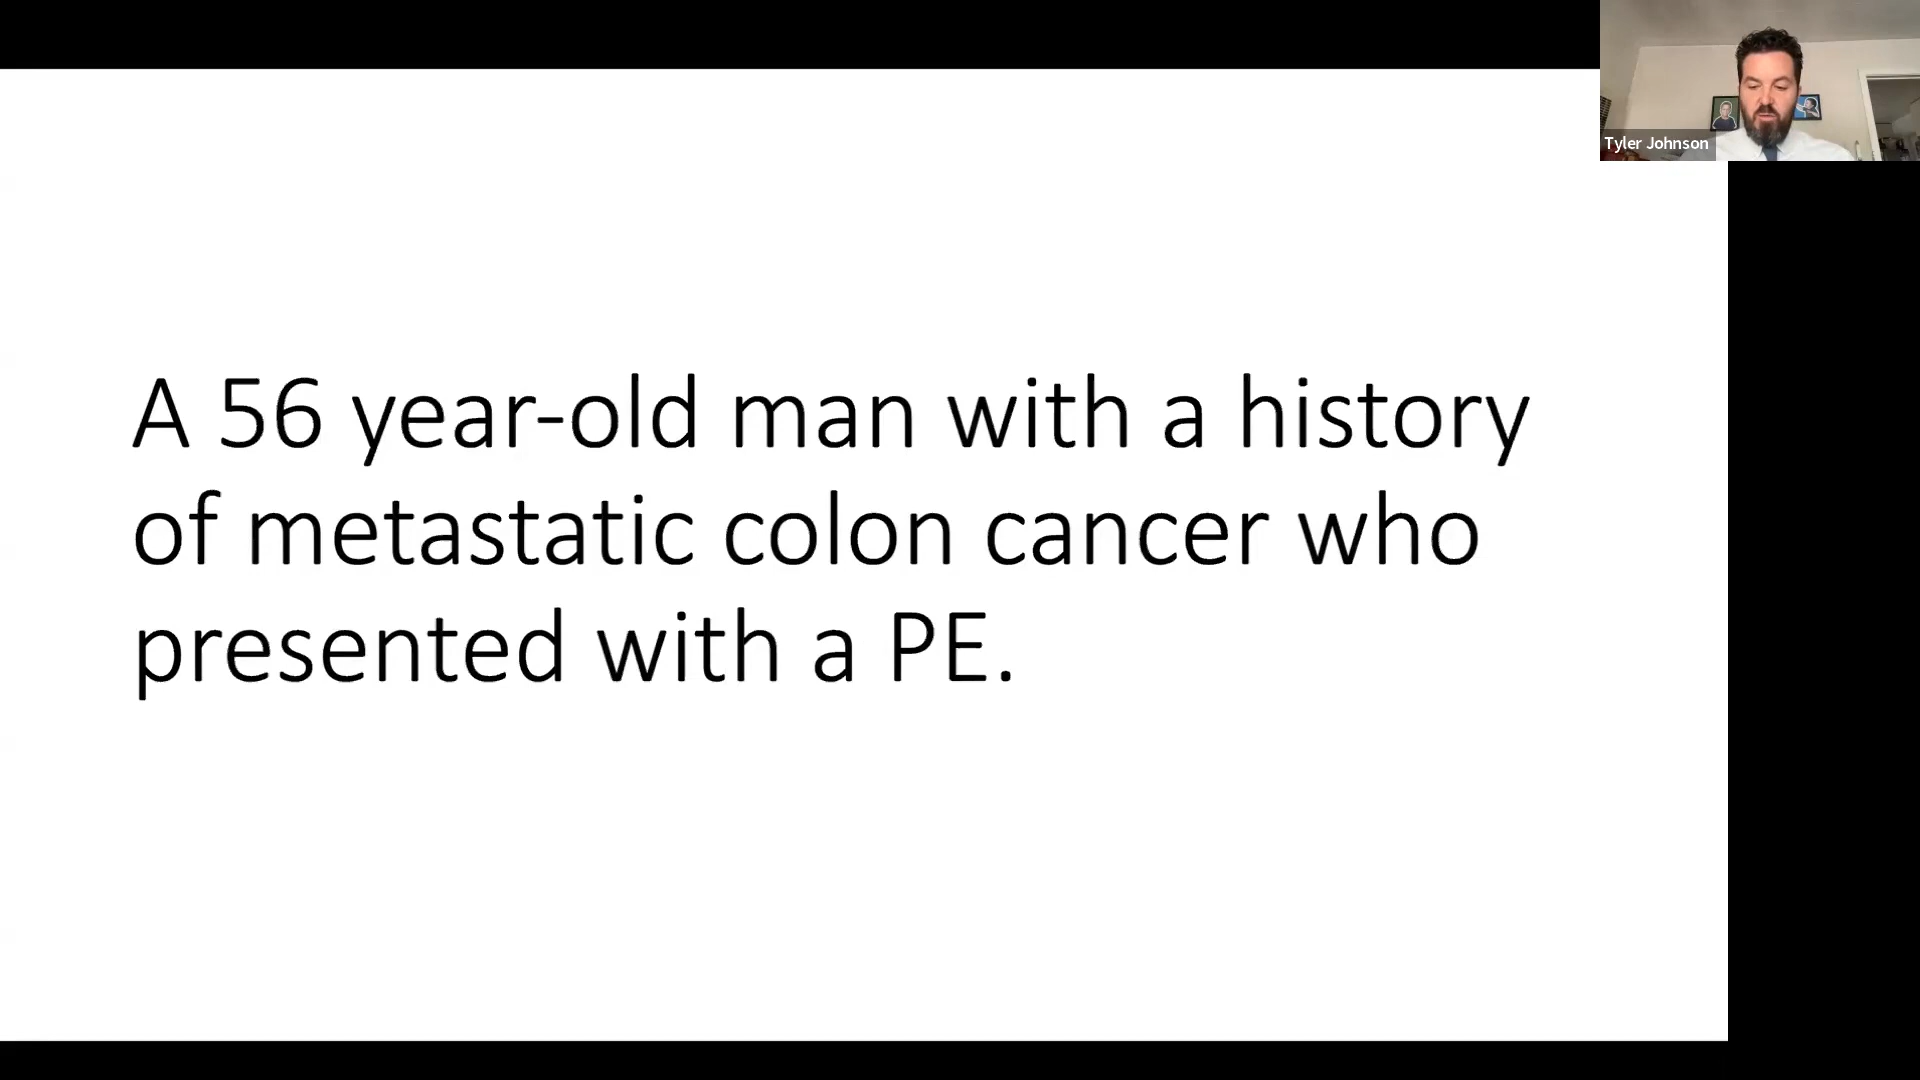 Tyler Johnson
A 56 year-old man with a history
of metastatic colon cancer who
presented with a PE.